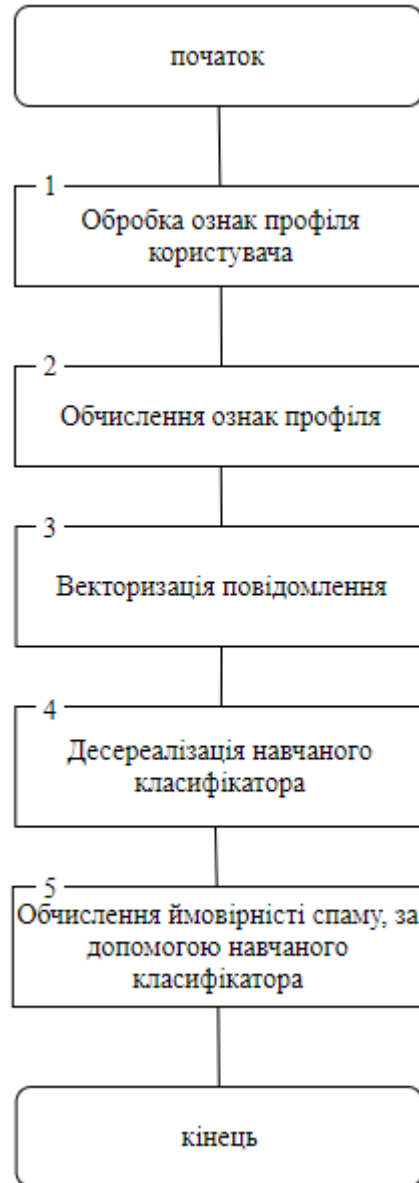 початок
1
Обробка ознак профіля
користувача
2
Обчислення ознак профіля
3
Векторизація повідомлення
4
Десереалізація навчаного
класифікатора
5
Обчислення ймовірністі спаму, за
допомогою навчаного
класифікатора
кінець